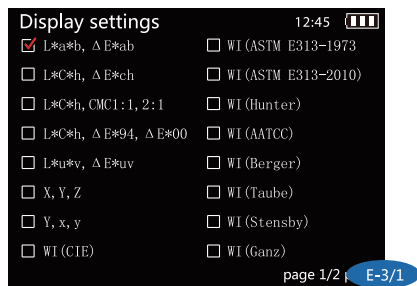 Display settings 12:45
L*a*b, ΔE*ab
L*C*h, ΔE*ch
L*C*h,CMC1:1,2:1
L*C*h, ΔE*94, ΔE*00
L*u*v, ΔE*uv
X,Y,Z
Y,x,y
WI(CIE)
WI(ASTM E313-1973
WI(ASTM E313-2010)
WI(Hunter)
WI(AATCC)
WI(Berger)
WI(Taube)
WI(Stensby)
WI(Ganz)
page 1/2
E-3/1